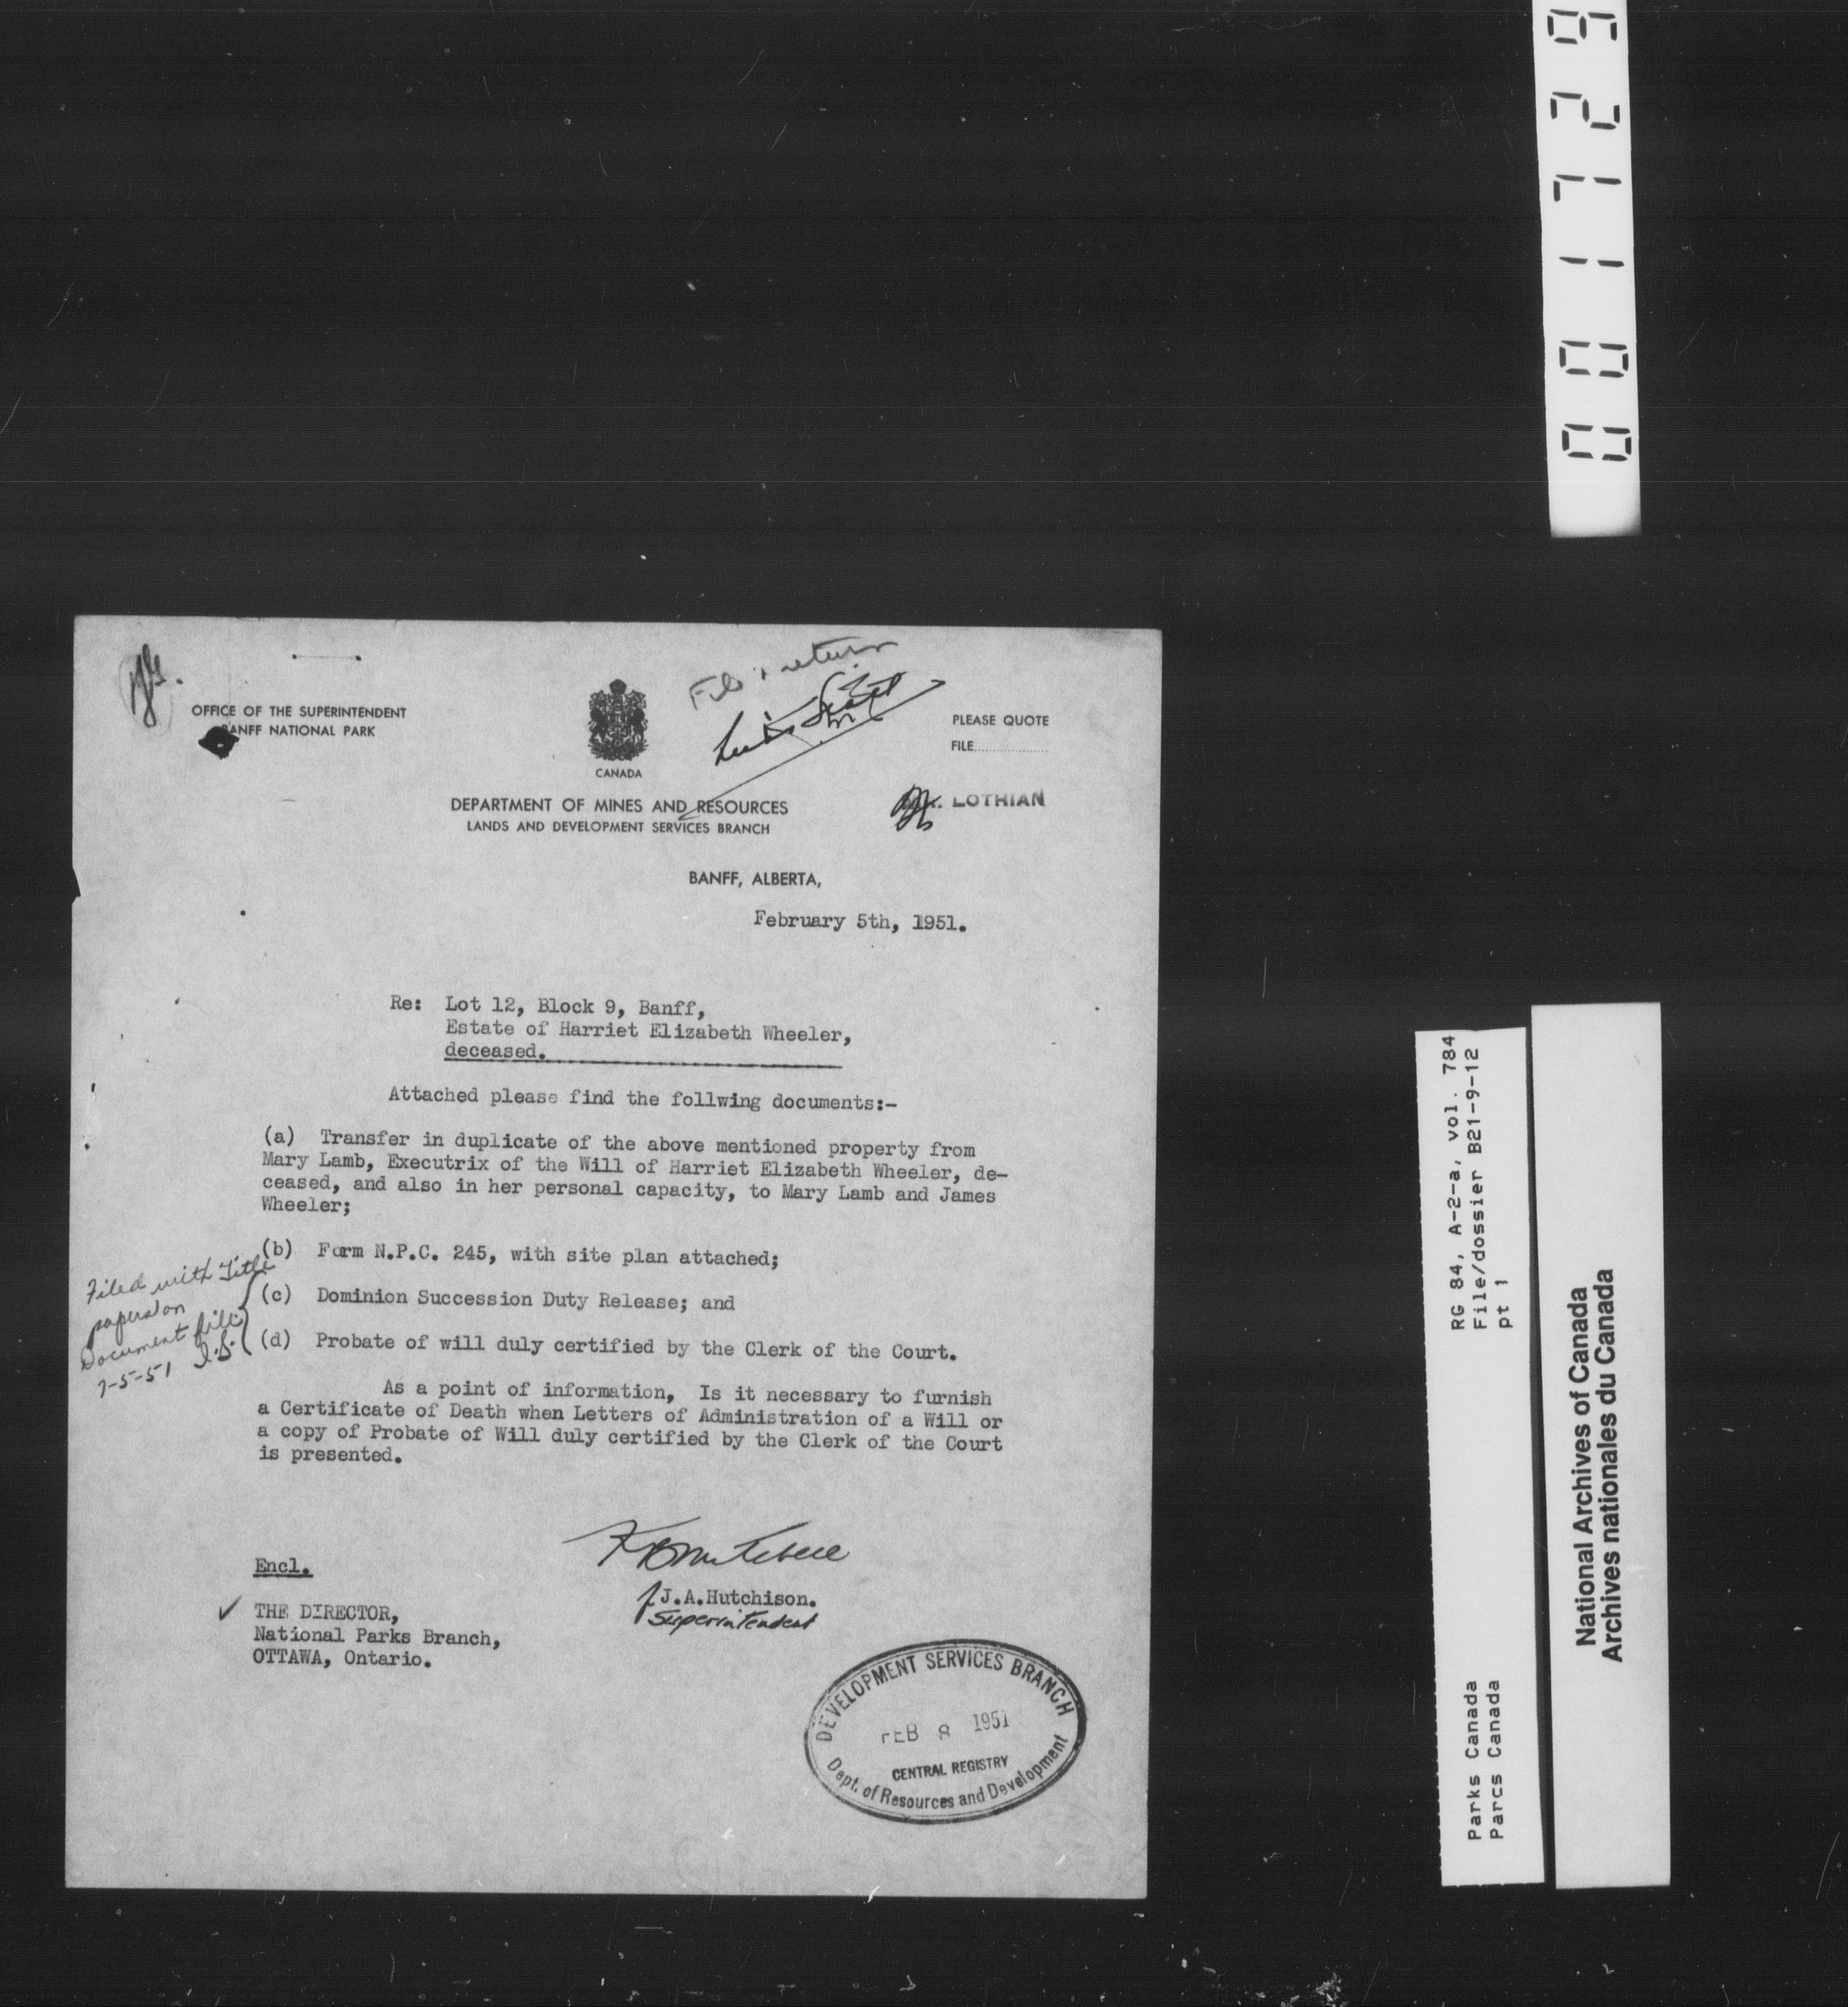 001729
OFFICE OF THE SUPERINTENDENT
BANFF NATIONAL PARK
CANADA
return
PLEASE QUOTE
FILE
DEPARTMENT OF MINES AND RESOURCES
LANDS AND DEVELOPMENT SERVICES BRANCH
LOTHIAN
BANFF, ALBERTA,
February 5th, 1951.
Re: Lot 12, Block 9, Banff,
Estate of Harriet Elizabeth Wheeler,
deceased.
Attached please find the follwing documents:-
(a) Transfer in duplicate of the above mentioned property from
Mary Lamb, Executrix of the Will of Harriet Elizabeth Wheeler, de-
ceased, and also in her personal capacity, to Mary Lamb and James
Wheeler;
(b) Form N.P.C. 245, with site plan attached;
(c) Dominion Succession Duty Release; and
(d) Probate of will duly certified by the Clerk of the Court.
Filed with Title
papers on
Document file
7-5-51
As a point of information, Is it necessary to furnish
a Certificate of Death when Letters of Administration of a Will or
a copy of Probate of Will duly certified by the Clerk of the Court
is presented.
Encl.
J.A.Hutchison.
Superintendent
THE DIRECTOR,
National Parks Branch,
OTTAWA, Ontario.
DEVELOPMENT SERVICES BRANCH
FEB 8 1951
CENTRAL REGISTRY
Dept. of Resources and Development
RG 84, A-2-a, vol. 784
File/dossier B21-9-12
pt 1
Parks Canada
Parcs Canada
National Archives of Canada
Archives nationales du Canada